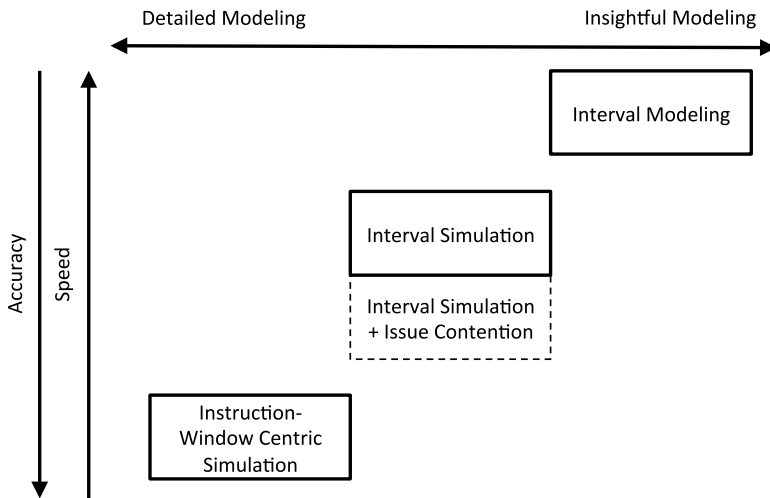 Detailed Modeling
Insightful Modeling
Interval Modeling
Accuracy
Speed
Interval Simulation
Interval Simulation
+ Issue Contention
Instruction-
Window Centric
Simulation